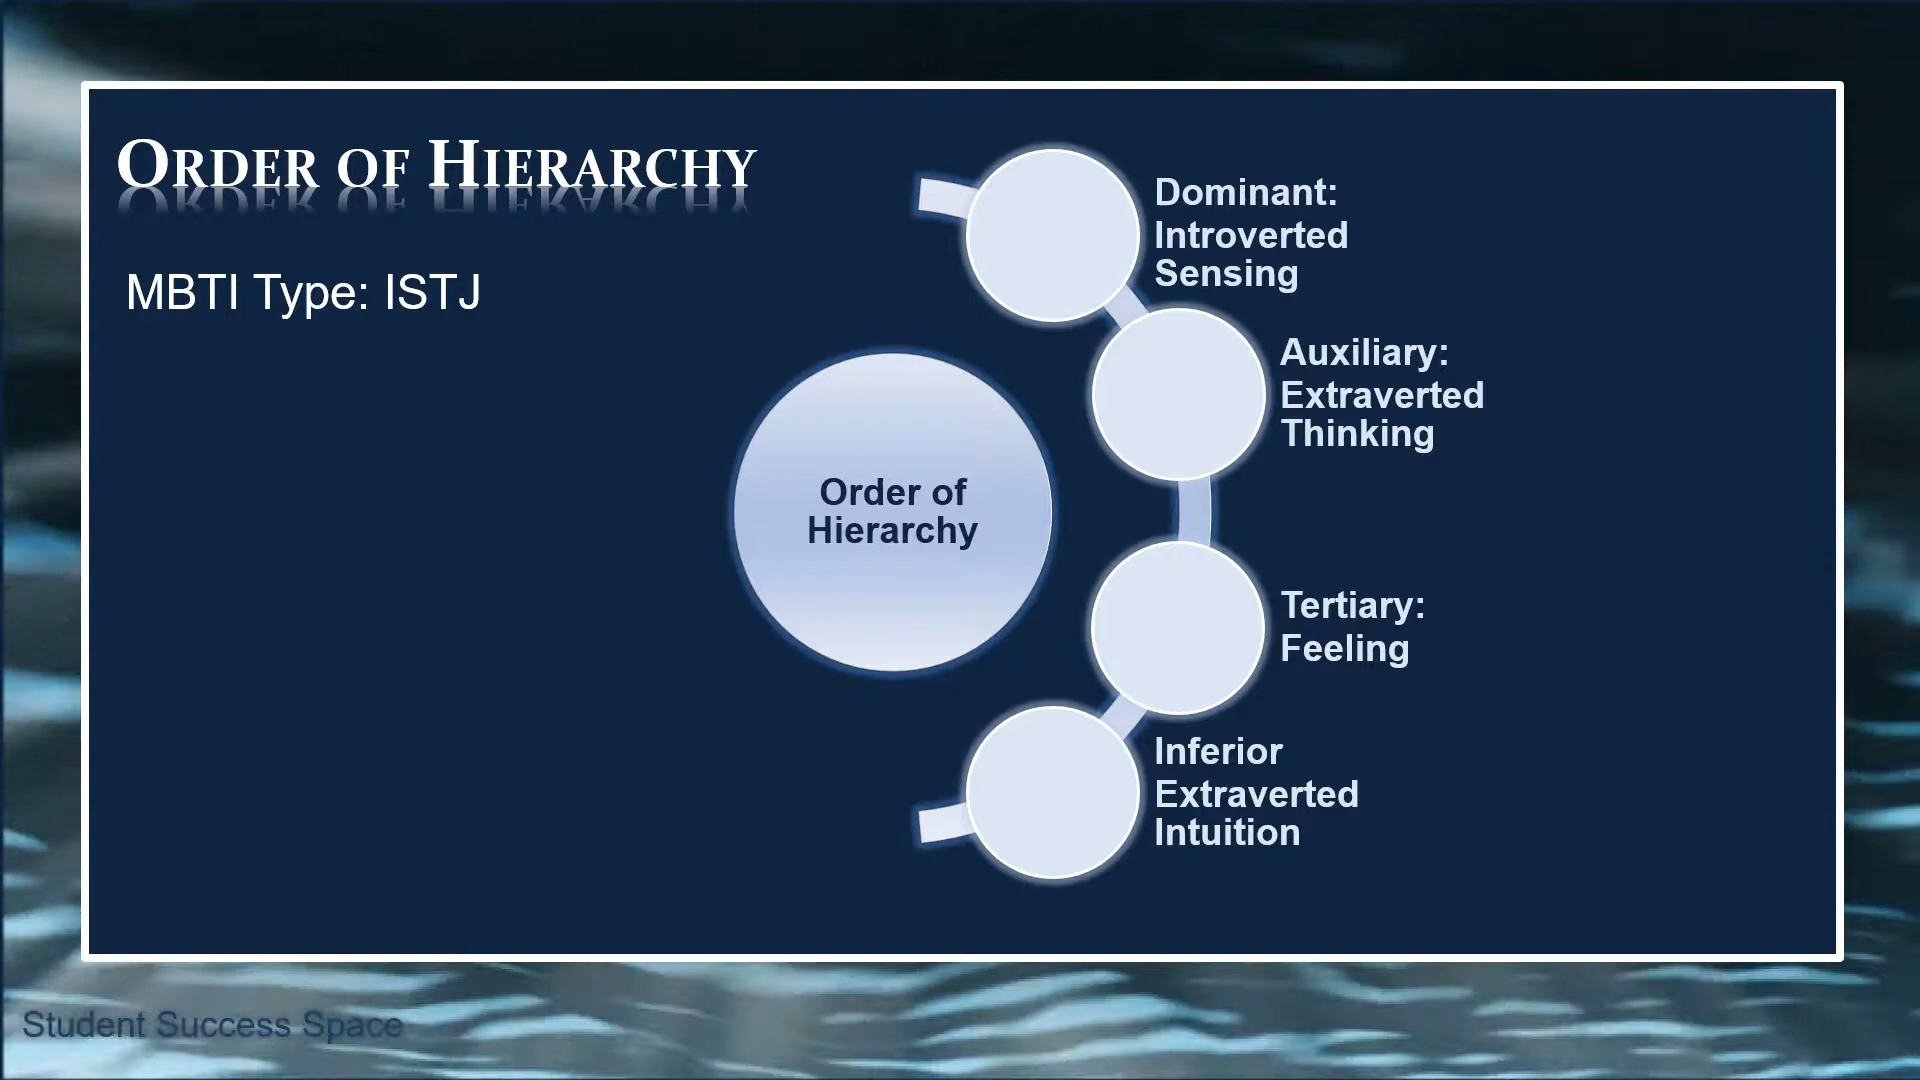 ORDER OF HIERARCHY
MBTI Type: ISTJ
Order of
Hierarchy
Dominant:
Introverted
Sensing
Auxiliary:
Extraverted
Thinking
Tertiary:
Feeling
Inferior
Extraverted
Intuition
Student Success Space